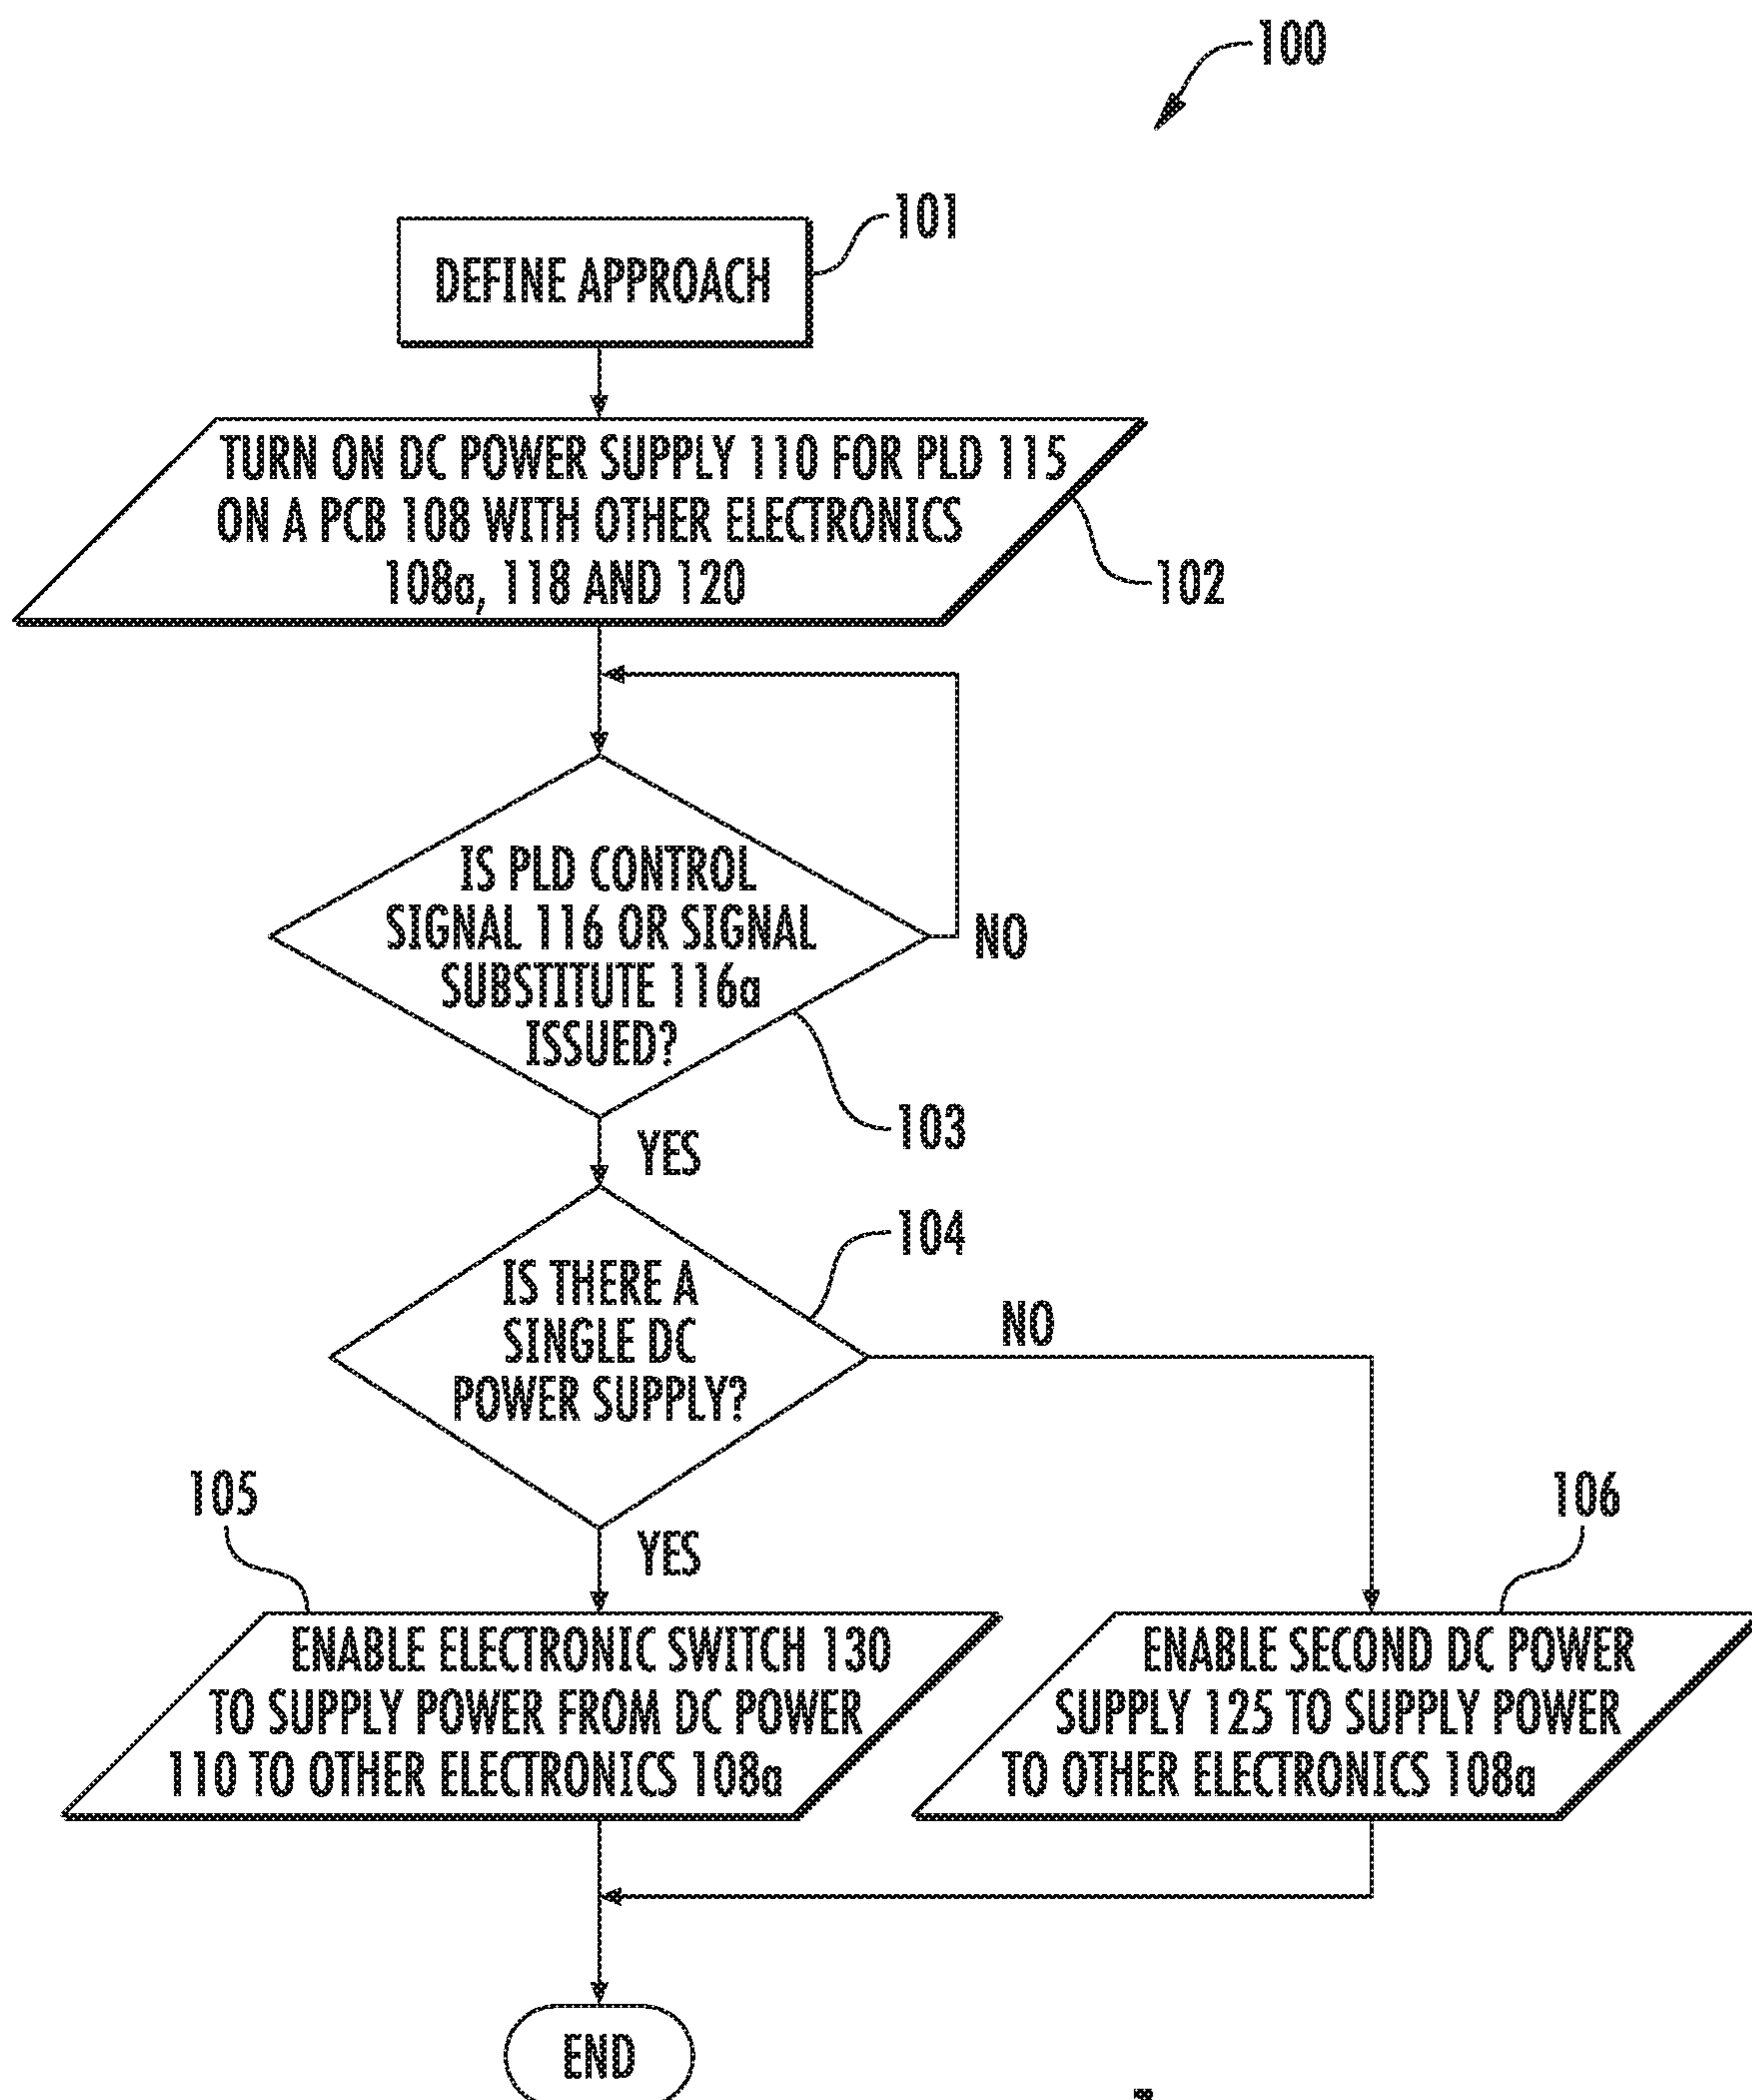 100
101
DEFINE APPROACH
TURN ON DC POWER SUPPLY 110 FOR PLD 115
ON A PCB 108 WITH OTHER ELECTRONICS
108a, 118 AND 120
102
IS PLD CONTROL
SIGNAL 116 OR SIGNAL
SUBSTITUTE 116a
ISSUED?
NO
103
YES
104
IS THERE A
SINGLE DC
POWER SUPPLY?
NO
105
YES
106
ENABLE ELECTRONIC SWITCH 130
TO SUPPLY POWER FROM DC POWER
110 TO OTHER ELECTRONICS 108a
ENABLE SECOND DC POWER
SUPPLY 125 TO SUPPLY POWER
TO OTHER ELECTRONICS 108a
END